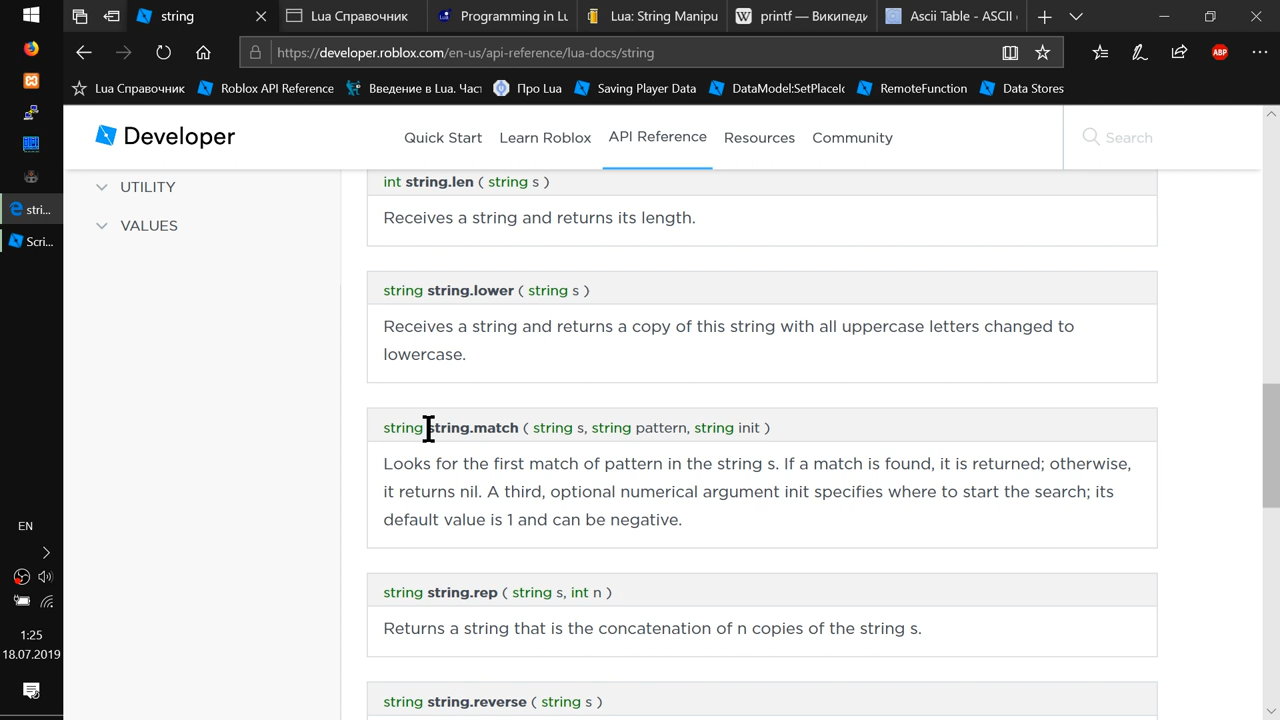 string
Lua Справочник
Programming in Lu
Lua: String Manipu
printf — Википеди
Ascii Table - ASCII c
https://developer.roblox.com/en-us/api-reference/lua-docs/string
ABP
Lua Справочник
Roblox API Reference
Введение в Lua. Час
Про Lua
Saving Player Data
DataModel:SetPlaceId
RemoteFunction
Data Stores
Developer
Quick Start
Learn Roblox
API Reference
Resources
Community
Search
UTILITY
VALUES
int string.len ( string s )
Receives a string and returns its length.
string string.lower ( string s )
Receives a string and returns a copy of this string with all uppercase letters changed to
lowercase.
string string.match ( string s, string pattern, string init )
Looks for the first match of pattern in the string s. If a match is found, it is returned; otherwise,
it returns nil. A third, optional numerical argument init specifies where to start the search; its
default value is 1 and can be negative.
string string.rep ( string s, int n )
Returns a string that is the concatenation of n copies of the string s.
string string.reverse ( string s )
stri...
Scri...
EN
1:25
18.07.2019